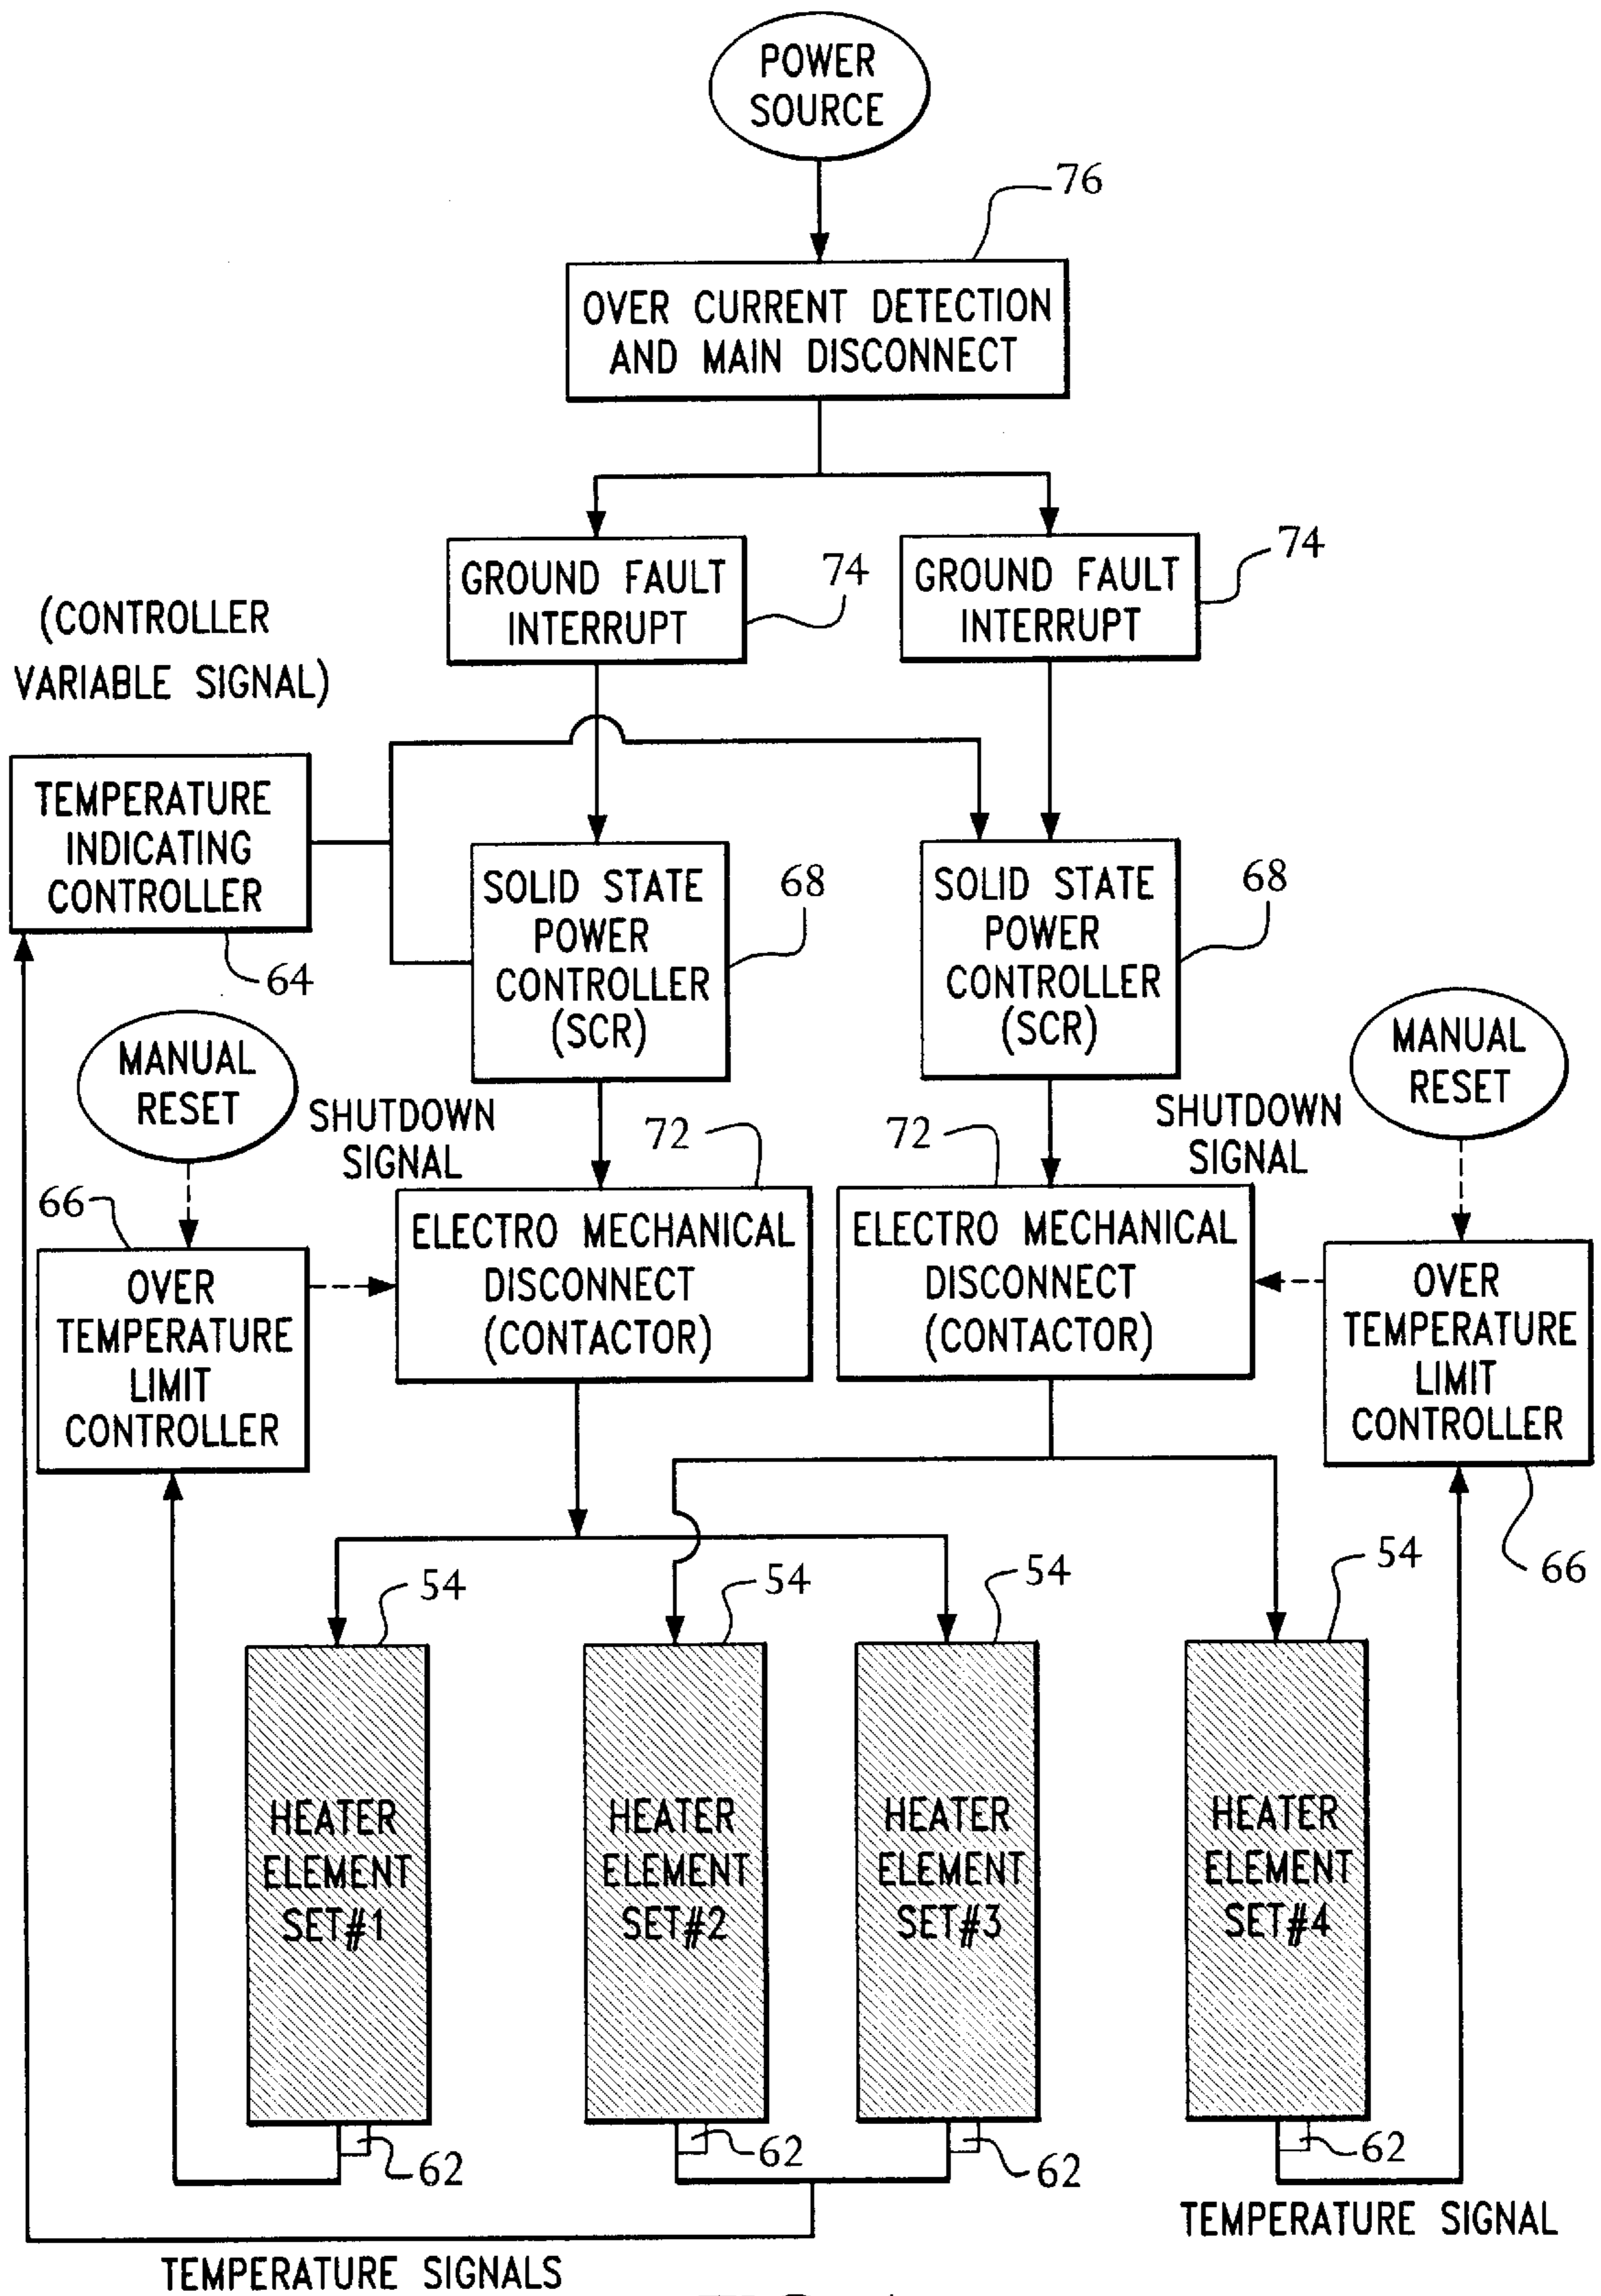 POWER
SOURCE
76
OVER CURRENT DETECTION
AND MAIN DISCONNECT
GROUND FAULT
INTERRUPT
74
GROUND FAULT
INTERRUPT
74
(CONTROLLER
VARIABLE SIGNAL)
TEMPERATURE
INDICATING
CONTROLLER
64
SOLID STATE
POWER
CONTROLLER
(SCR)
68
SOLID STATE
POWER
CONTROLLER
(SCR)
68
MANUAL
RESET
SHUTDOWN
SIGNAL
72
72
SHUTDOWN
SIGNAL
MANUAL
RESET
66
OVER
TEMPERATURE
LIMIT
CONTROLLER
ELECTRO MECHANICAL
DISCONNECT
(CONTACTOR)
ELECTRO MECHANICAL
DISCONNECT
(CONTACTOR)
OVER
TEMPERATURE
LIMIT
CONTROLLER
66
54
54
54
54
HEATER
ELEMENT
SET#1
HEATER
ELEMENT
SET#2
HEATER
ELEMENT
SET#3
HEATER
ELEMENT
SET#4
62
62
62
62
TEMPERATURE SIGNAL
TEMPERATURE SIGNALS